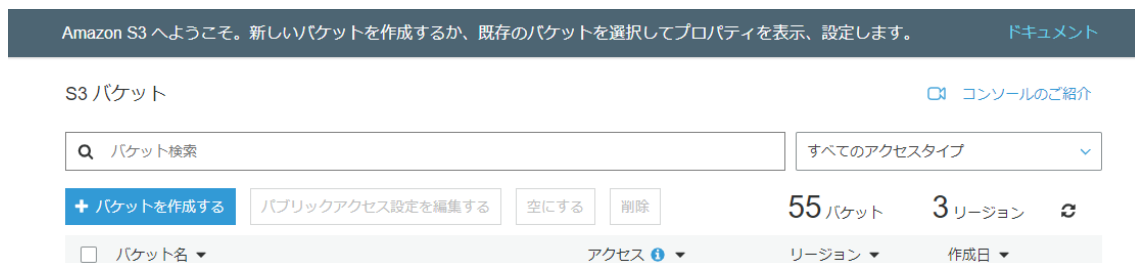 Amazon S3 へようこそ。新しいバケットを作成するか、既存のバケットを選択してプロパティを表示、設定します。 ドキュメント
S3 バケット コンソールのご紹介
バケット検索 すべてのアクセスタイプ
バケットを作成する パブリックアクセス設定を編集する 空にする 削除 55 バケット 3 リージョン
バケット名 アクセス リージョン 作成日